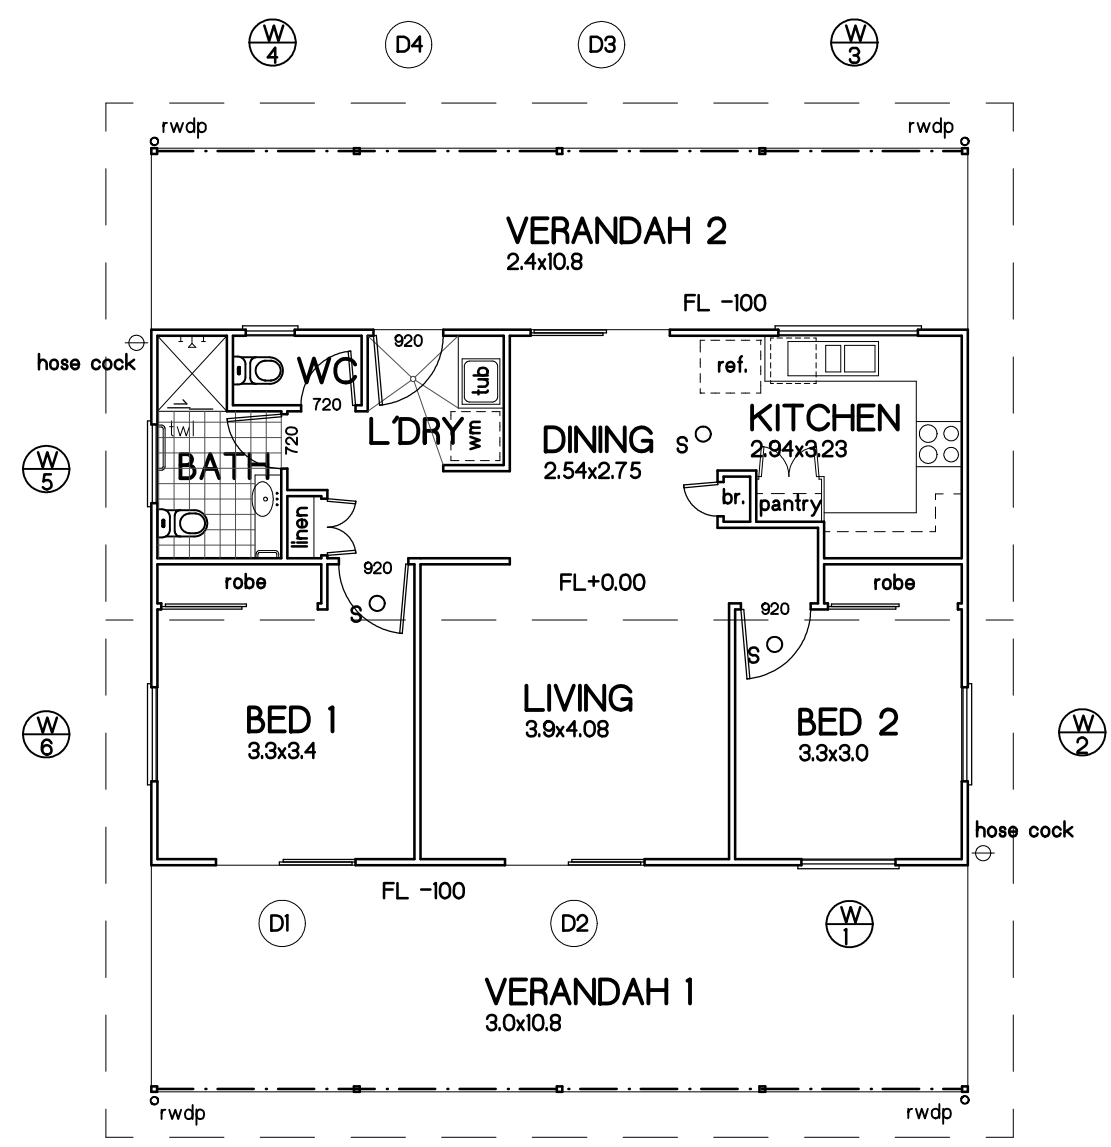 W
4
D4
D3
W
3
rwdp
rwdp
VERANDAH 2
2.4x10.8
FL -100
hose cock
920
WC
720
tub
ref.
KITCHEN
2.94x3.23
twl
720
L'DRY
wm
DINING
2.54x2.75
S
W
5
BATH
br.
pantry
linen
920
robe
FL+0.00
robe
S
920
S
W
6
BED 1
3.3x3.4
LIVING
3.9x4.08
BED 2
3.3x3.0
W
2
hose cock
FL -100
D1
D2
W
1
VERANDAH 1
3.0x10.8
rwdp
rwdp